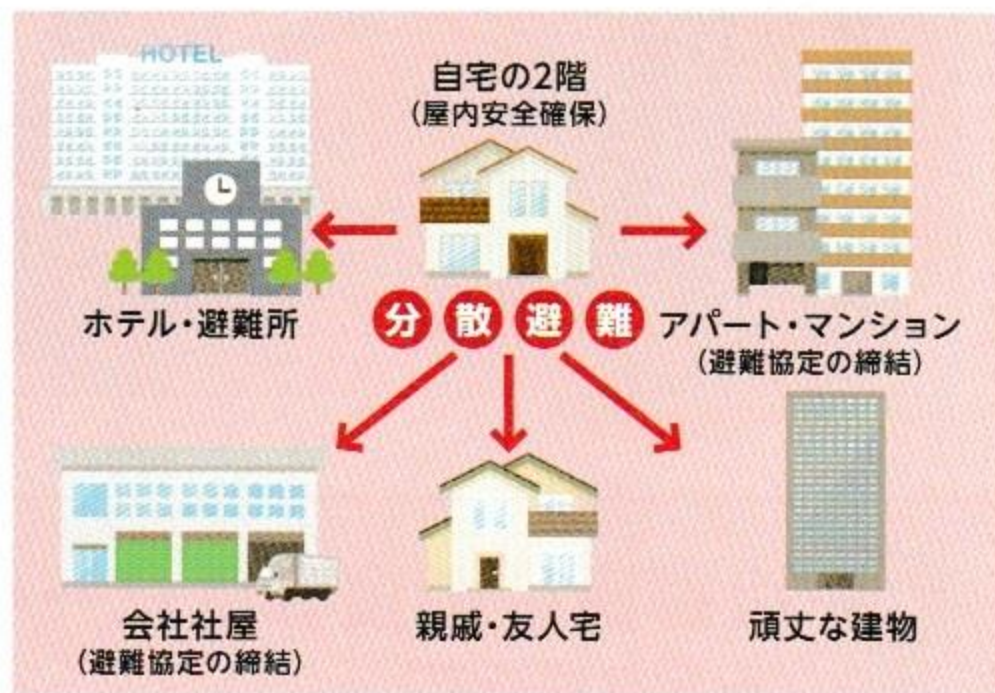 HOTEL
自宅の2階
(屋内安全確保)
ホテル・避難所
分散避難
アパート・マンション
(避難協定の締結)
会社社屋
(避難協定の締結)
親戚・友人宅
頑丈な建物